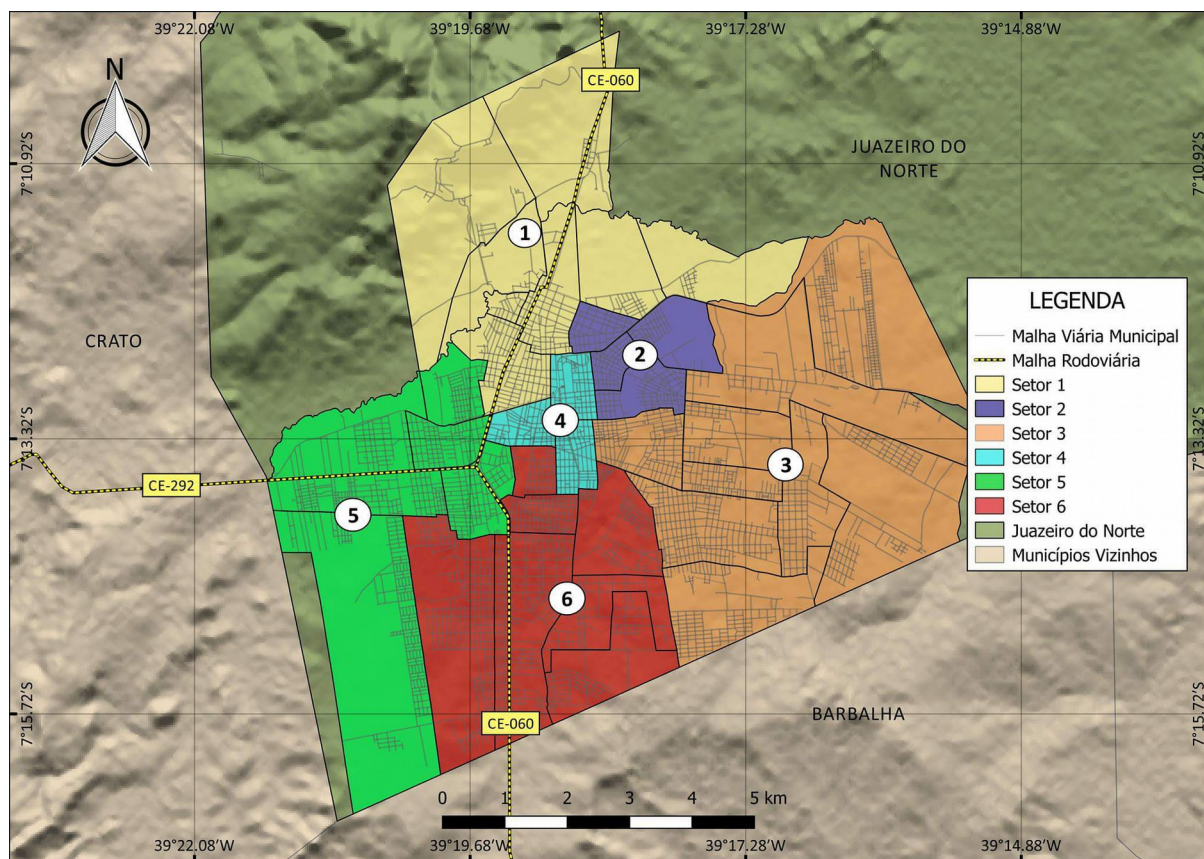 39°22.08'W
39°19.68'W
39°17.28'W
39°14.88'W
N
CE-060
7°10.92'S
7°10.92'S
JUAZEIRO DO
NORTE
1
LEGENDA
Malha Viária Municipal
Malha Rodoviária
Setor 1
Setor 2
Setor 3
Setor 4
Setor 5
Setor 6
Juazeiro do Norte
Municípios Vizinhos
CRATO
2
4
7°13.32'S
7°13.32'S
3
CE-292
5
6
CE-060
BARBALHA
7°15.72'S
7°15.72'S
0 1 2 3 4 5 km
39°22.08'W
39°19.68'W
39°17.28'W
39°14.88'W